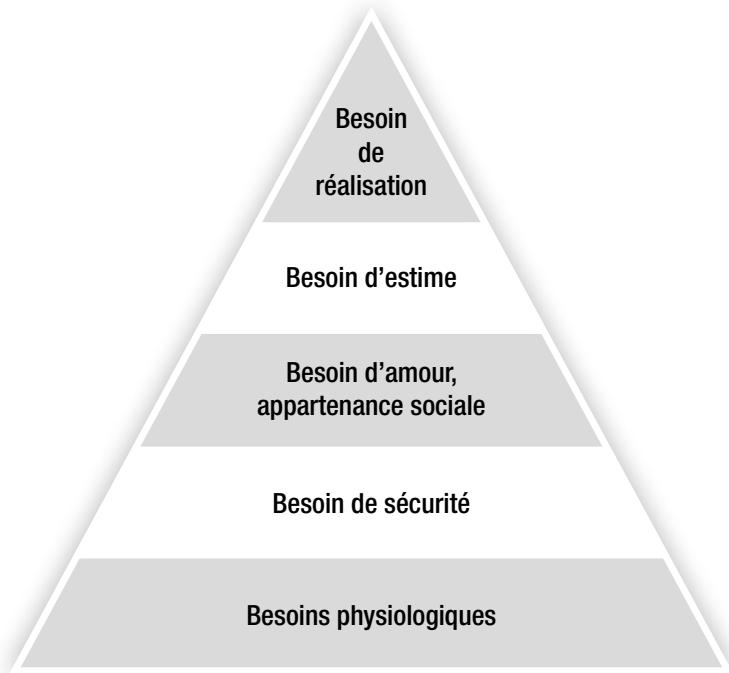 Besoin
de
réalisation
Besoin d’estime
Besoin d’amour,
appartenance sociale
Besoin de sécurité
Besoins physiologiques